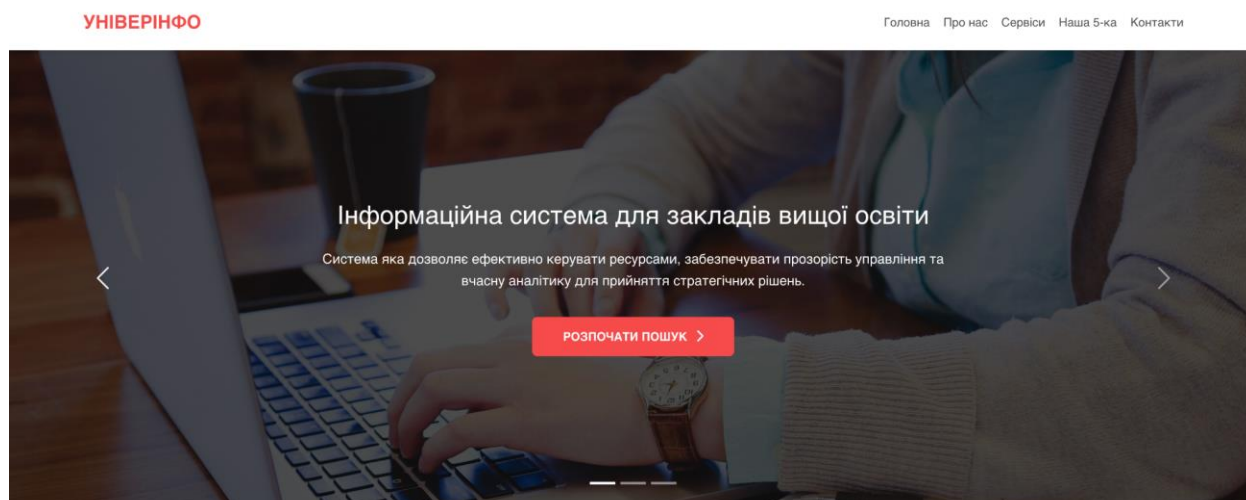 УНІВЕРІНФО
Головна Про нас Сервіси Наша 5-ка Контакти
Інформаційна система для закладів вищої освіти
Система яка дозволяє ефективно керувати ресурсами, забезпечувати прозорість управління та
вчасну аналітику для прийняття стратегічних рішень.
РОЗПОЧАТИ ПОШУК